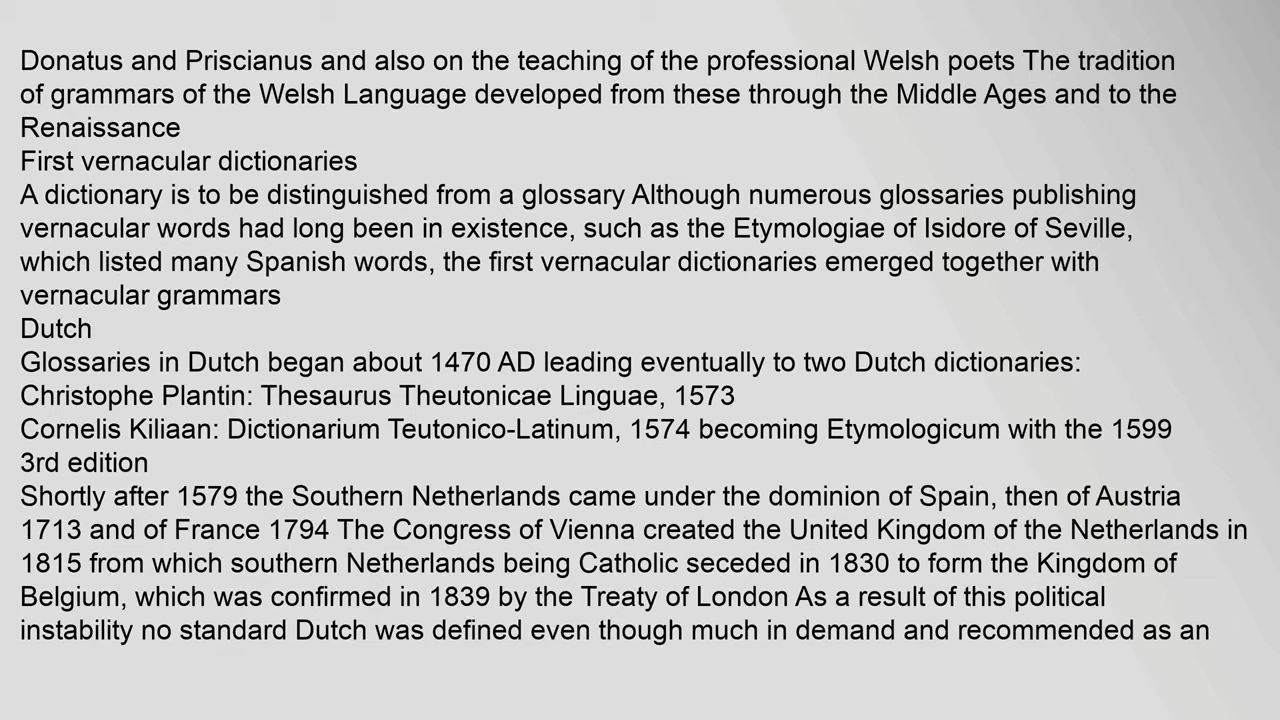 Donatus and Priscianus and also on the teaching of the professional Welsh poets The tradition
of grammars of the Welsh Language developed from these through the Middle Ages and to the
Renaissance
First vernacular dictionaries
A dictionary is to be distinguished from a glossary Although numerous glossaries publishing
vernacular words had long been in existence, such as the Etymologiae of Isidore of Seville,
which listed many Spanish words, the first vernacular dictionaries emerged together with
vernacular grammars
Dutch
Glossaries in Dutch began about 1470 AD leading eventually to two Dutch dictionaries:
Christophe Plantin: Thesaurus Theutonicae Linguae, 1573
Cornelis Kiliaan: Dictionarium Teutonico-Latinum, 1574 becoming Etymologicum with the 1599
3rd edition
Shortly after 1579 the Southern Netherlands came under the dominion of Spain, then of Austria
1713 and of France 1794 The Congress of Vienna created the United Kingdom of the Netherlands in
1815 from which southern Netherlands being Catholic seceded in 1830 to form the Kingdom of
Belgium, which was confirmed in 1839 by the Treaty of London As a result of this political
instability no standard Dutch was defined even though much in demand and recommended as an